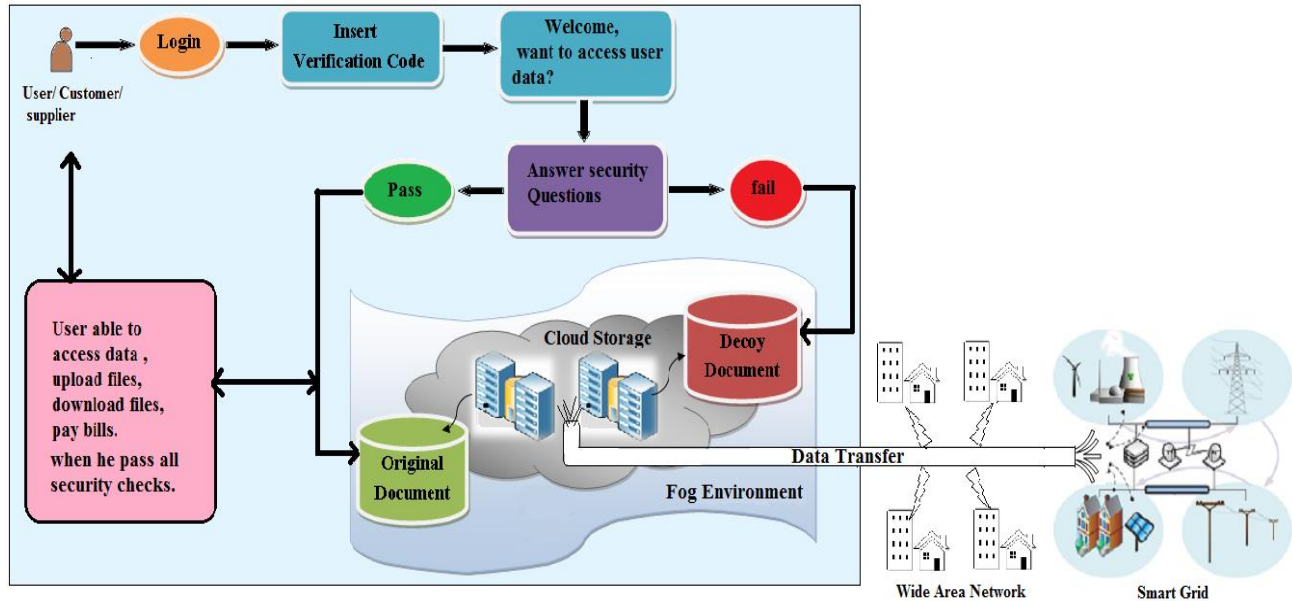 Login
Insert
Verification Code
Welcome,
want to access user
data?
User/ Customer/
supplier
Pass
Answer security
Questions
fail
User able to
access data ,
upload files,
download files,
pay bills.
when he pass all
security checks.
Cloud Storage
Decoy
Document
Original
Document
Data Transfer
Fog Environment
Wide Area Network
Smart Grid